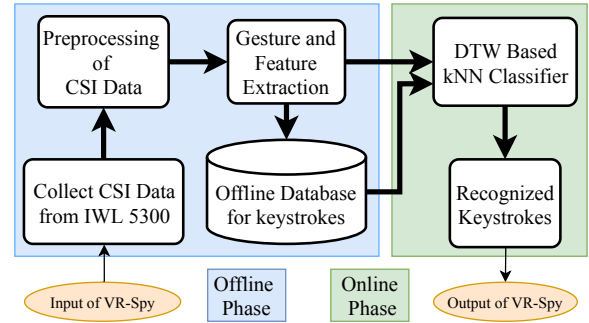 Preprocessing
of
CSI Data
Gesture and
Feature
Extraction
DTW Based
kNN Classifier
Collect CSI Data
from IWL 5300
Offline Database
for keystrokes
Recognized
Keystrokes
Input of VR-Spy
Offline
Phase
Online
Phase
Output of VR-Spy